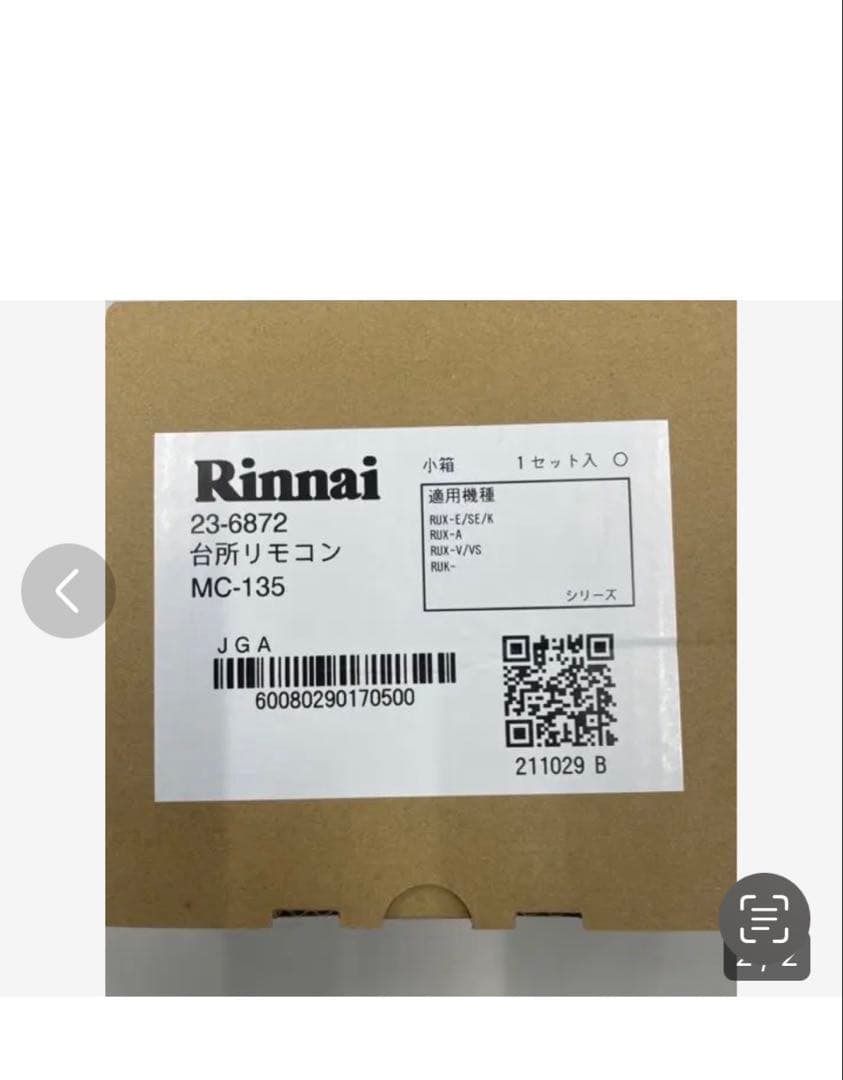 Rinnai
23-6872
台所リモコン
MC-135
小箱 1セット入 〇
適用機種
RUX-E/SE/K
RUX-A
RUX-V/VS
RUK-
シリーズ
JGA
60080290170500
211029 B